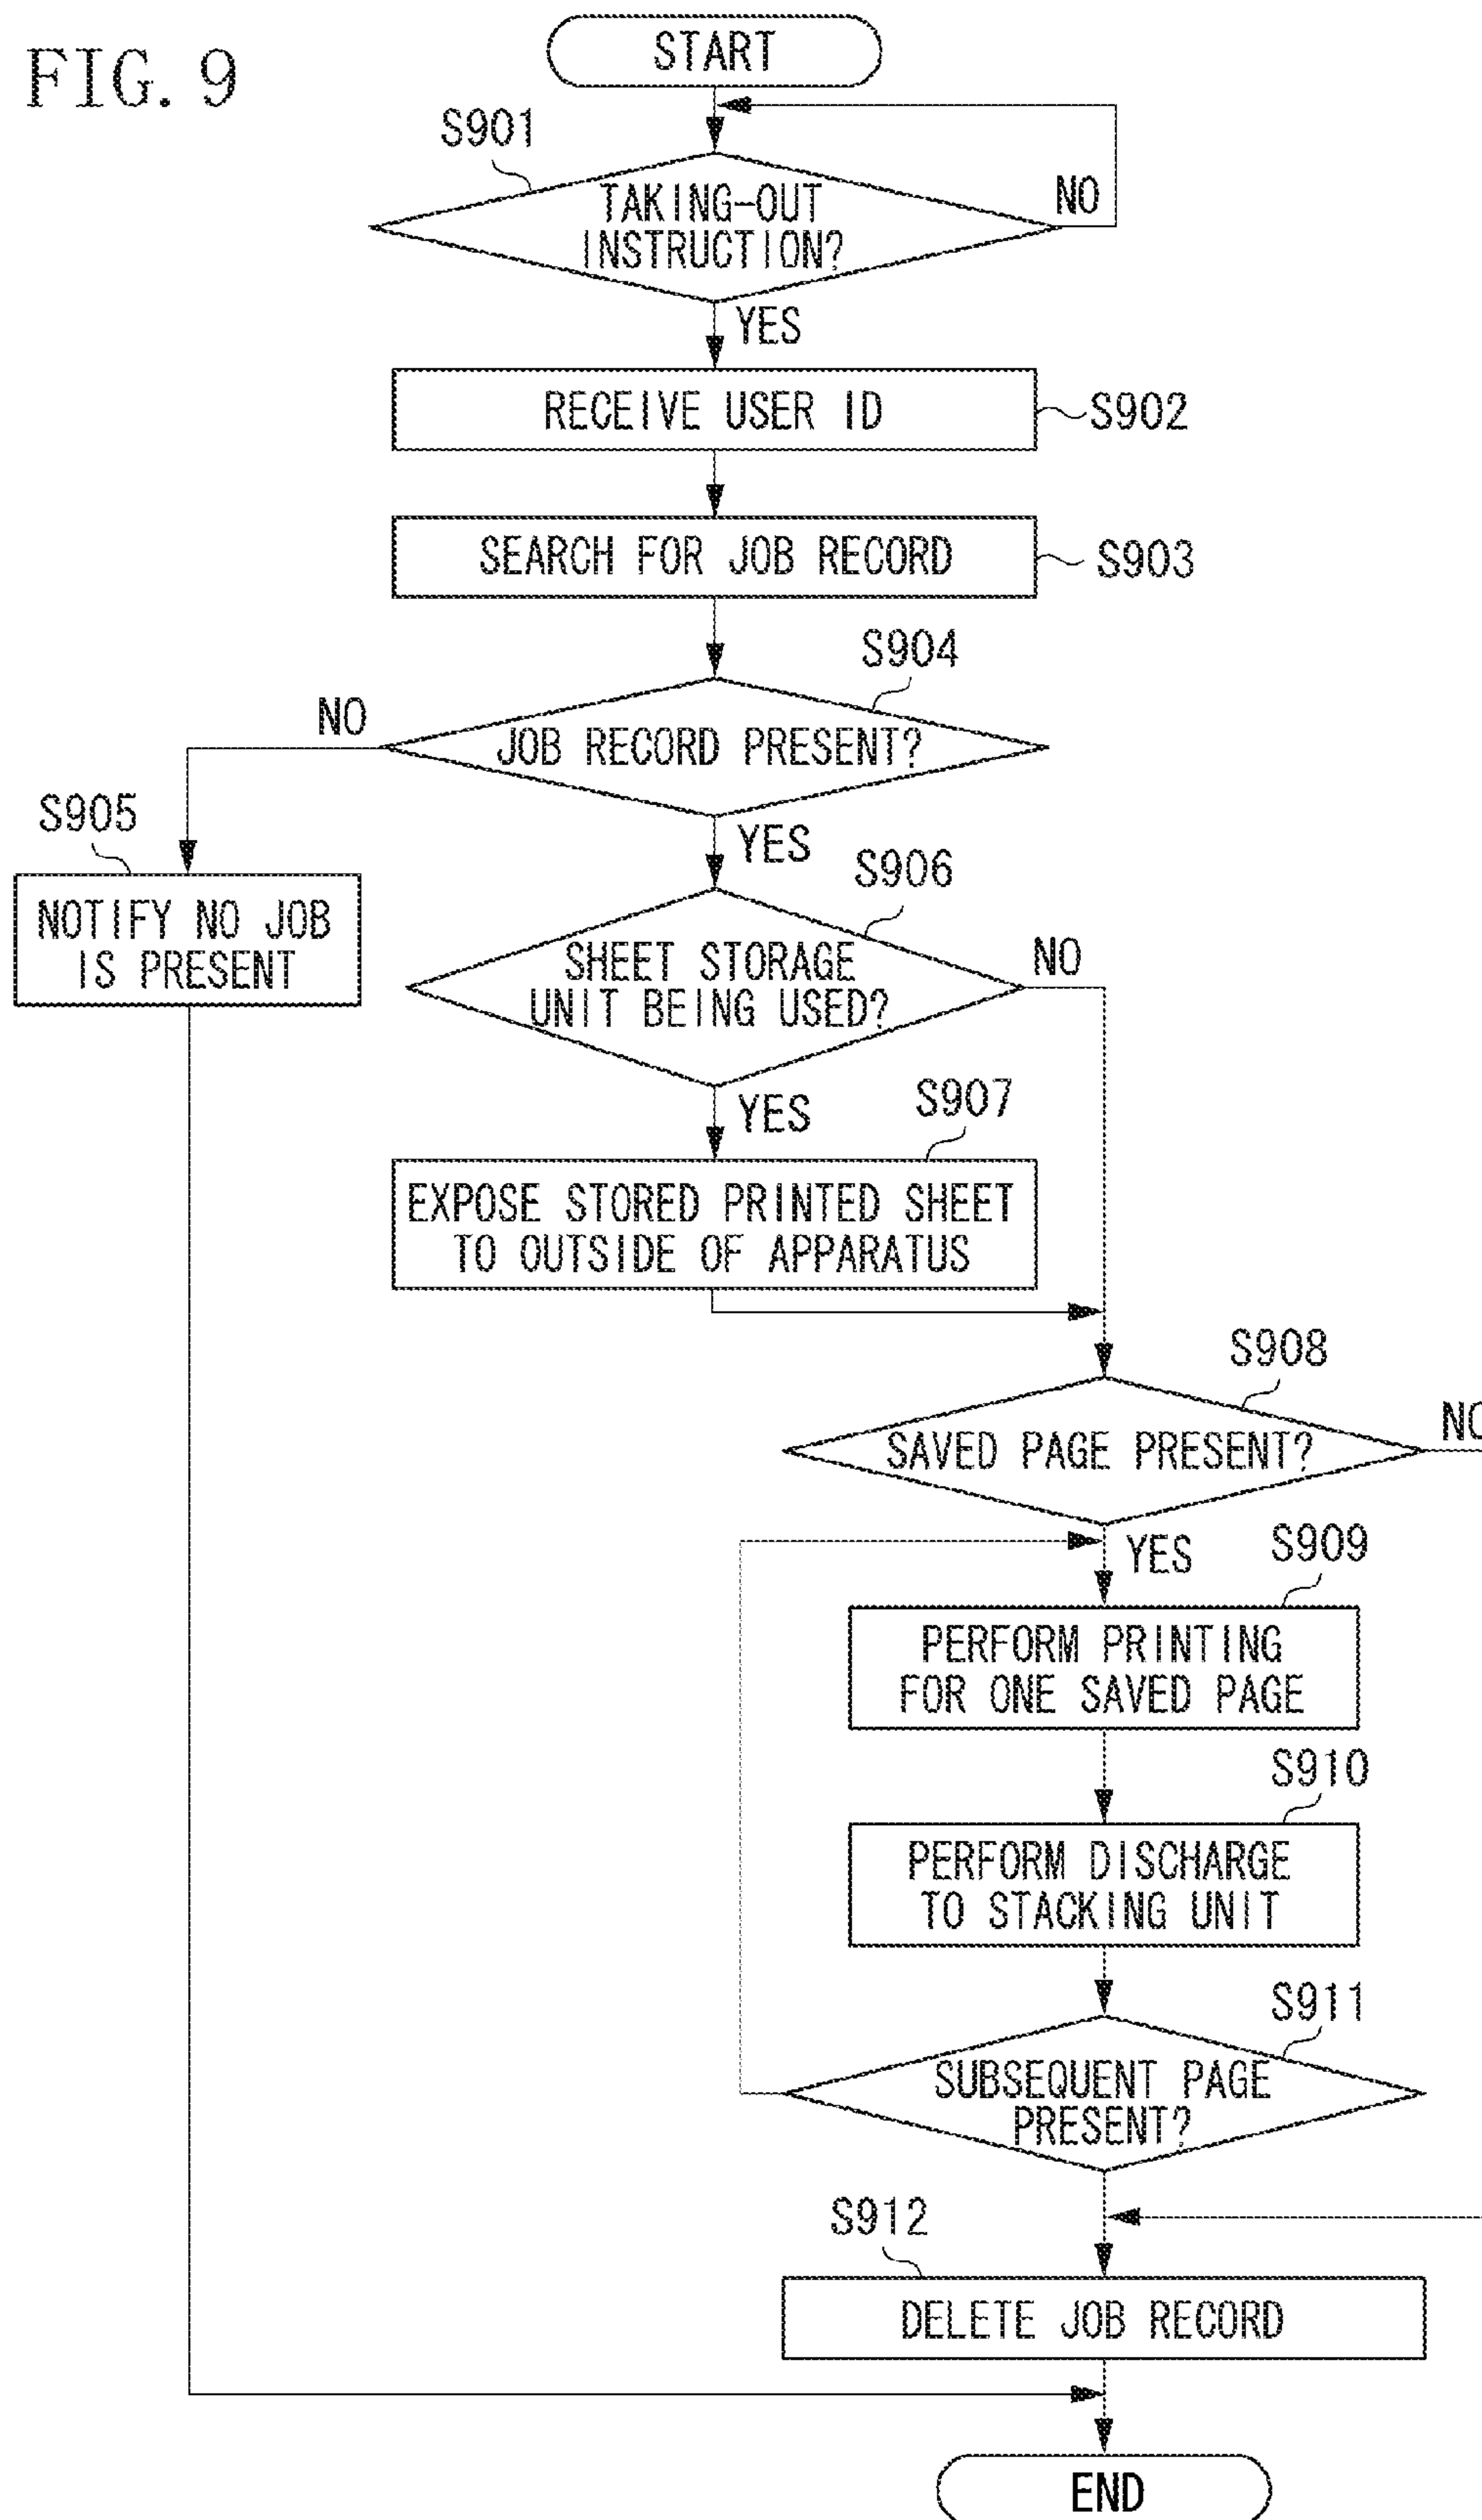 FIG. 9
START
S901
TAKING-OUT
INSTRUCTION?
NO
YES
RECEIVE USER ID
S902
SEARCH FOR JOB RECORD
S903
S904
NO
JOB RECORD PRESENT?
S905
YES
NOTIFY NO JOB
IS PRESENT
S906
SHEET STORAGE
UNIT BEING USED?
NO
YES
S907
EXPOSE STORED PRINTED SHEET
TO OUTSIDE OF APPARATUS
S908
SAVED PAGE PRESENT?
NO
YES
S909
PERFORM PRINTING
FOR ONE SAVED PAGE
S910
PERFORM DISCHARGE
TO STACKING UNIT
S911
SUBSEQUENT PAGE
PRESENT?
S912
DELETE JOB RECORD
END